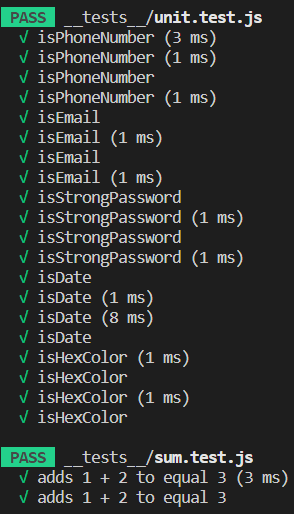 PASS __tests__/unit.test.js
√ isPhoneNumber (3 ms)
√ isPhoneNumber (1 ms)
√ isPhoneNumber
√ isPhoneNumber (1 ms)
√ isEmail
√ isEmail (1 ms)
√ isEmail
√ isEmail (1 ms)
√ isStrongPassword
√ isStrongPassword (1 ms)
√ isStrongPassword
√ isStrongPassword (1 ms)
√ isDate
√ isDate (1 ms)
√ isDate (8 ms)
√ isDate
√ isHexColor (1 ms)
√ isHexColor
√ isHexColor (1 ms)
√ isHexColor
PASS __tests__/sum.test.js
√ adds 1 + 2 to equal 3 (3 ms)
√ adds 1 + 2 to equal 3